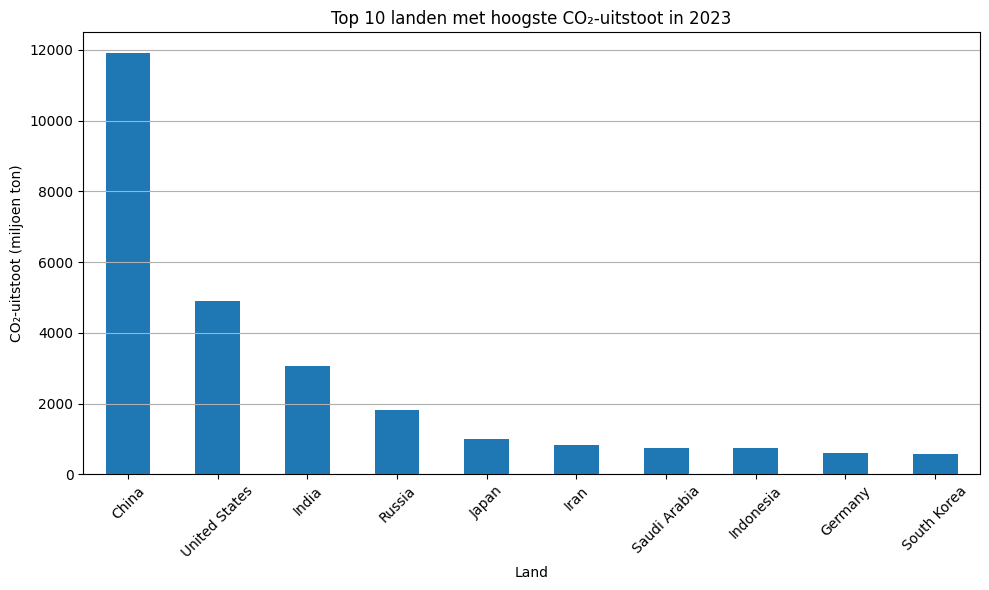 Top 10 landen met hoogste CO₂-uitstoot in 2023
CO₂-uitstoot (miljoen ton)
12000
10000
8000
6000
4000
2000
0
China
United States
India
Russia
Japan
Iran
Saudi Arabia
Indonesia
Germany
South Korea
Land